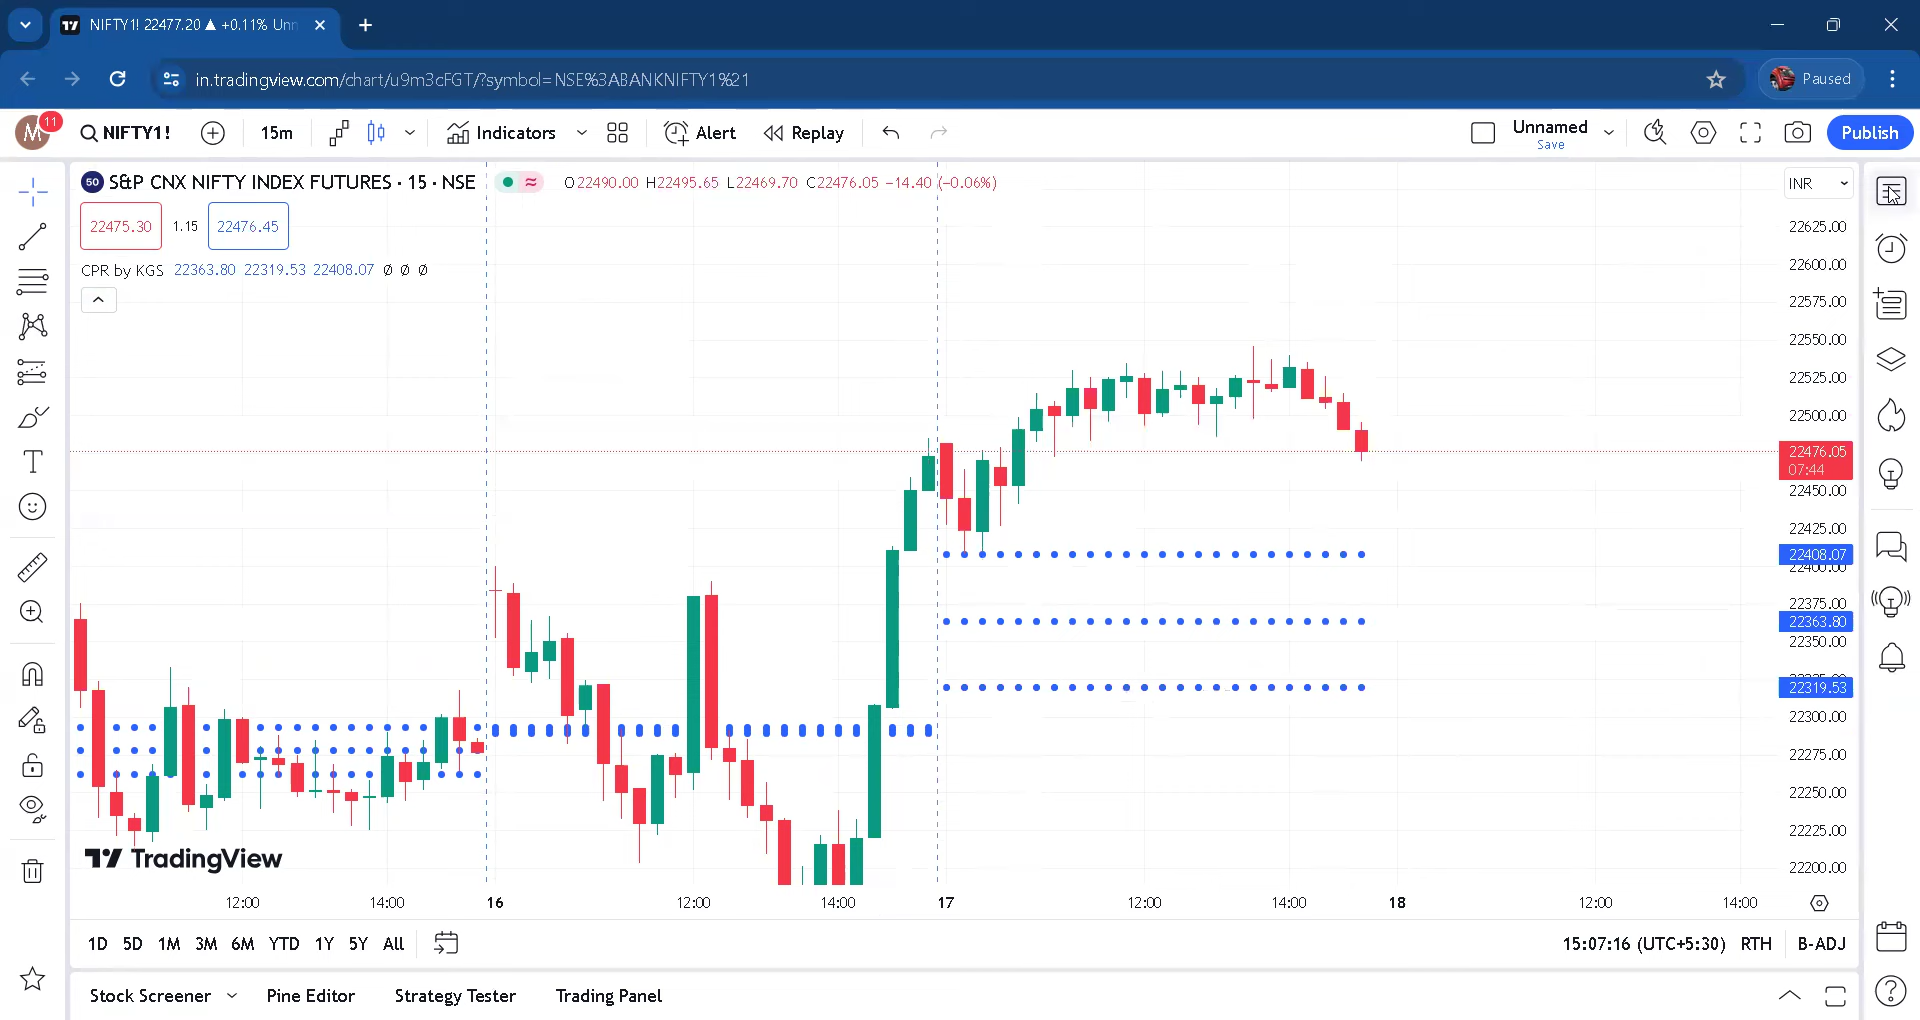 NIFTY1! 22477.20 ▲ +0.11% Unn
in.tradingview.com/chart/u9m3cFGT/?symbol=NSE%3ABANKNIFTY1%21
Paused
M
11
NIFTY1!
15m
Indicators
Alert
Replay
Unnamed
Save
Publish
50 S&P CNX NIFTY INDEX FUTURES · 15 · NSE
O22490.00 H22495.65 L22469.70 C22476.05 −14.40 (−0.06%)
INR
22475.30 1.15 22476.45
CPR by KGS 22363.80 22319.53 22408.07 Ø Ø Ø
22625.00
22600.00
22575.00
22550.00
22525.00
22500.00
22476.05
07:44
22450.00
22425.00
22408.07
22400.00
22375.00
22363.80
22350.00
22319.53
22300.00
22275.00
22250.00
22225.00
22200.00
TradingView
12:00 14:00 16 12:00 14:00 17 12:00 14:00 18 12:00 14:00
1D 5D 1M 3M 6M YTD 1Y 5Y All
15:07:16 (UTC+5:30) RTH B-ADJ
Stock Screener Pine Editor Strategy Tester Trading Panel